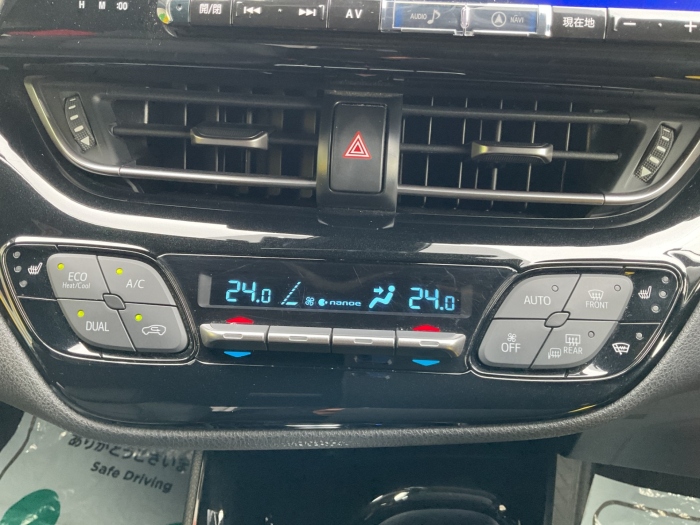 H M :00
開/閉 AV AUDIO NAVI 現在地 − +
24.0 nanoe 24.0
ECO
Heat/Cool
A/C
DUAL
AUTO
FRONT
OFF
REAR
ありがとうございま
Safe Driving